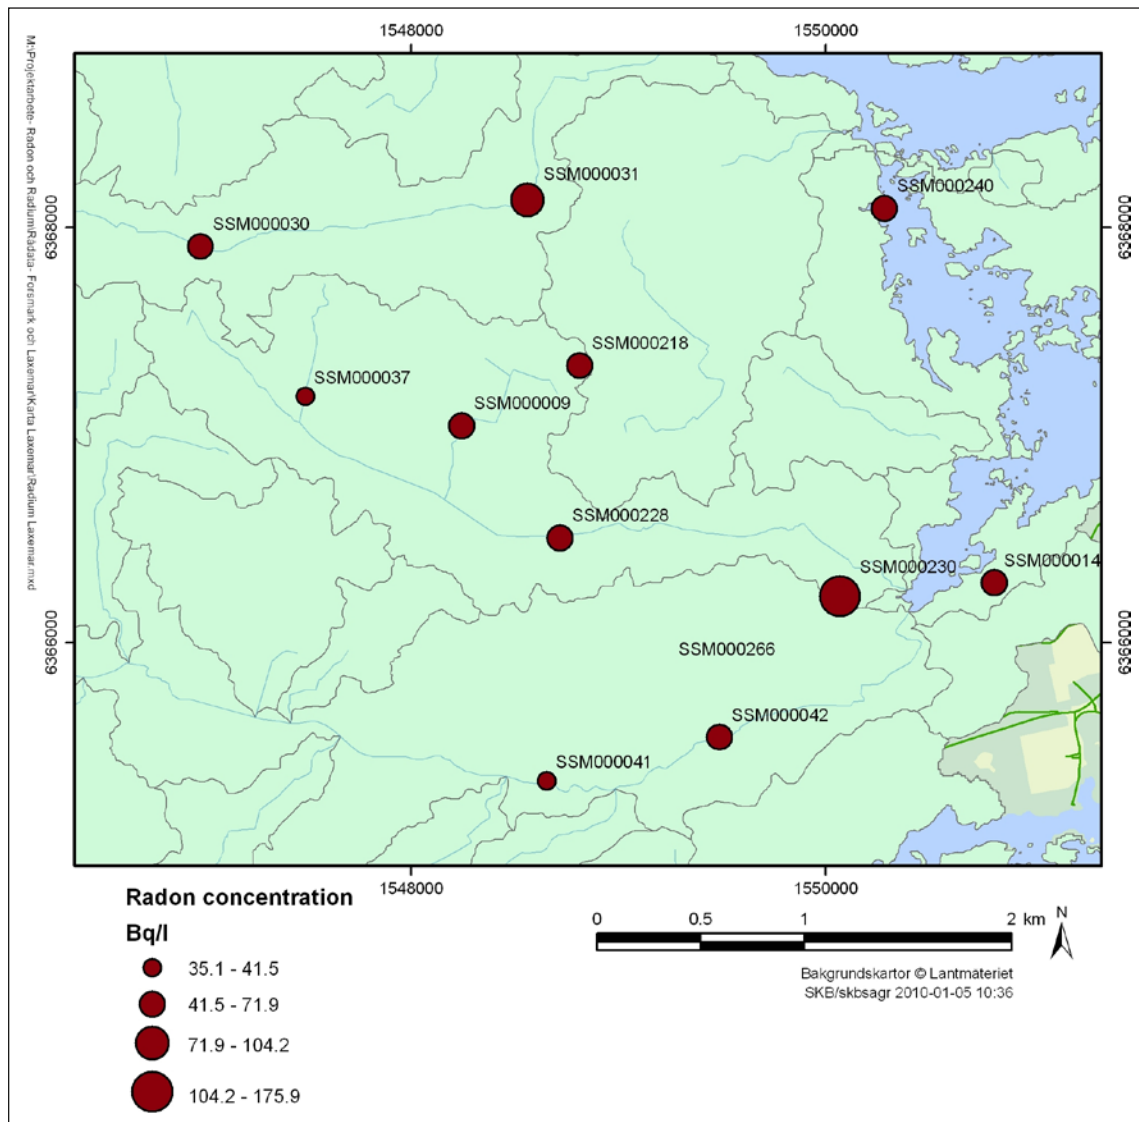 1548000
1550000
M:\Projektarbete- Radon och Radium\Rådata- Forsmark och Laxemar\Karta Laxemar\Radium Laxemar.mxd
SSM000031
SSM000240
SSM000030
6368000
6368000
SSM000218
SSM000037
SSM000009
SSM000228
SSM000230
SSM000014
6366000
SSM000266
6366000
SSM000042
SSM000041
1548000
1550000
Radon concentration
Bq/l
35.1 - 41.5
41.5 - 71.9
71.9 - 104.2
104.2 - 175.9
0 0.5 1 2 km
N
Bakgrundskartor © Lantmäteriet
SKB/skbsagr 2010-01-05 10:36